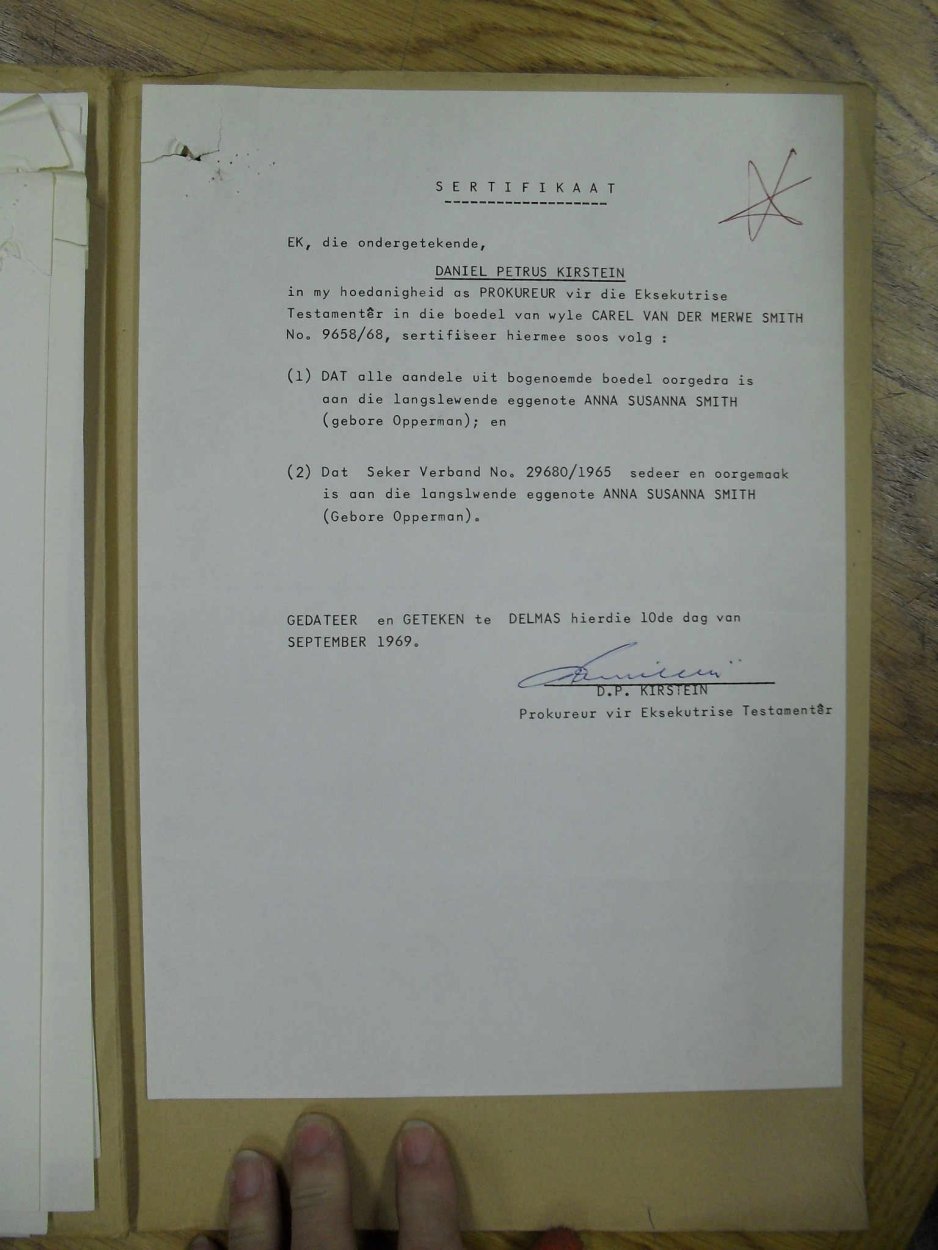 SERTIFIKAAT
EK, die ondergetekende,
DANIEL PETRUS KIRSTEIN
in my hoedanigheid as PROKUREUR vir die Eksekutrise
Testamentêr in die boedel van wyle CAREL VAN DER MERWE SMITH
No. 9658/68, sertifiseer hiermee soos volg :
(1) DAT alle aandele uit bogenoemde boedel oorgedra is
aan die langslewende eggenote ANNA SUSANNA SMITH
(gebore Opperman); en
(2) Dat Seker Verband No. 29680/1965 sedeer en oorgemaak
is aan die langslwende eggenote ANNA SUSANNA SMITH
(Gebore Opperman).
GEDATEER en GETEKEN te DELMAS hierdie 10de dag van
SEPTEMBER 1969.
D.P. KIRSTEIN
Prokureur vir Eksekutrise Testamentêr